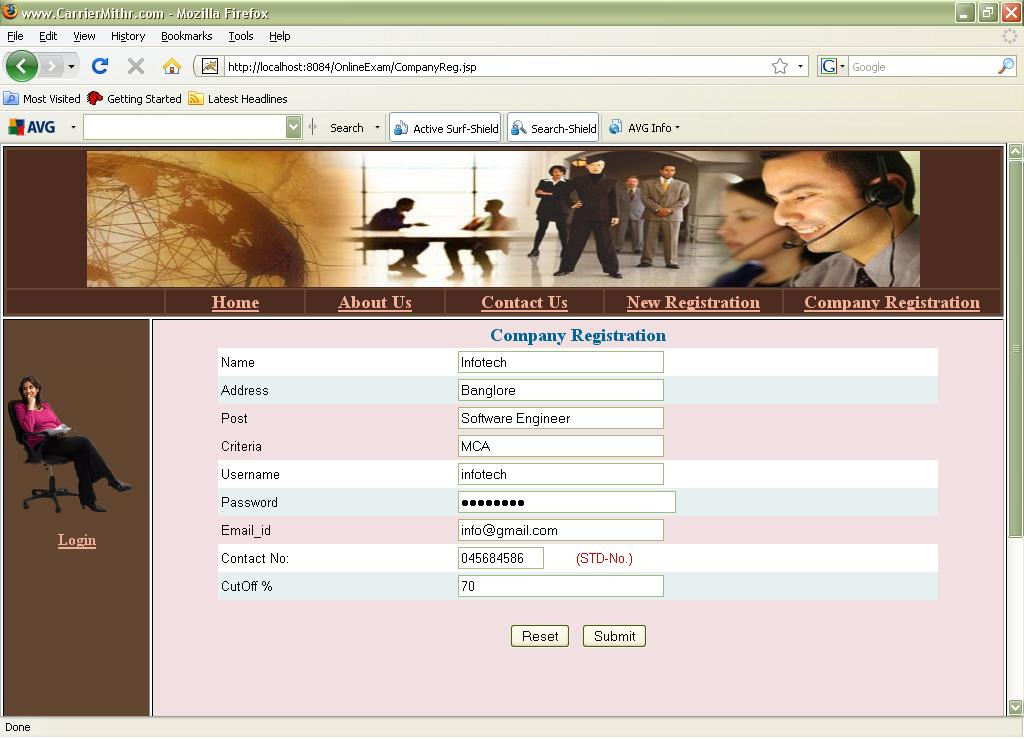 www.CarrierMithr.com - Mozilla Firefox
File Edit View History Bookmarks Tools Help
http://localhost:8084/OnlineExam/CompanyReg.jsp G Google
Most Visited Getting Started Latest Headlines
AVG Search Active Surf-Shield Search-Shield AVG Info
Home About Us Contact Us New Registration Company Registration
Company Registration
Name Infotech
Address Banglore
Post Software Engineer
Criteria MCA
Username infotech
Password ●●●●●●●●
Email_id info@gmail.com
Login
Contact No: 045684586 (STD-No.)
CutOff % 70
Reset Submit
Done